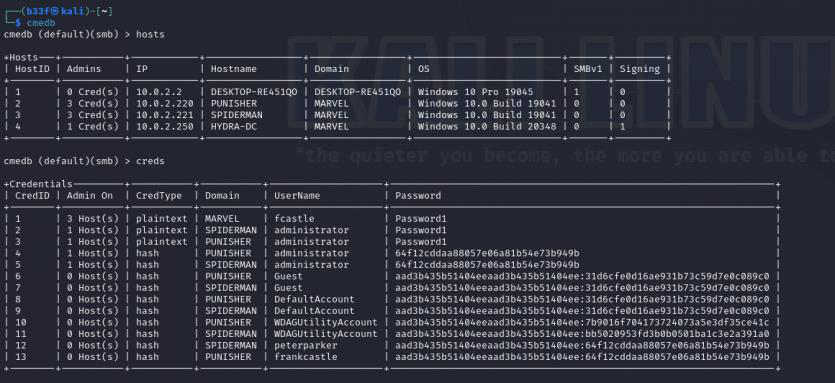 ┌──(b33f㉿kali)-[~]
└─$ cmedb
cmedb (default)(smb) > hosts
+Hosts---+-----------+------------+-----------------+-----------------+--------------------------+-------+---------+
| HostID | Admins    | IP         | Hostname        | Domain          | OS                       | SMBv1 | Signing |
+--------+-----------+------------+-----------------+-----------------+--------------------------+-------+---------+
| 1      | 0 Cred(s) | 10.0.2.2   | DESKTOP-RE451QO | DESKTOP-RE451QO | Windows 10 Pro 19045     | 1     | 0       |
| 2      | 3 Cred(s) | 10.0.2.220 | PUNISHER        | MARVEL          | Windows 10.0 Build 19041 | 0     | 0       |
| 3      | 3 Cred(s) | 10.0.2.221 | SPIDERMAN       | MARVEL          | Windows 10.0 Build 19041 | 0     | 0       |
| 4      | 1 Cred(s) | 10.0.2.250 | HYDRA-DC        | MARVEL          | Windows 10.0 Build 20348 | 0     | 1       |
+--------+-----------+------------+-----------------+-----------------+--------------------------+-------+---------+
KALI LINU
"the quieter you become, the more you are able to
cmedb (default)(smb) > creds
+Credentials---------+-----------+-----------+--------------------+-------------------------------------------------------------------+
| CredID | Admin On  | CredType  | Domain    | UserName           | Password                                                          |
+--------+-----------+-----------+-----------+--------------------+-------------------------------------------------------------------+
| 1      | 3 Host(s) | plaintext | MARVEL    | fcastle            | Password1                                                         |
| 2      | 1 Host(s) | plaintext | SPIDERMAN | administrator      | Password1                                                         |
| 3      | 1 Host(s) | plaintext | PUNISHER  | administrator      | Password1                                                         |
| 4      | 1 Host(s) | hash      | PUNISHER  | administrator      | 64f12cddaa88057e06a81b54e73b949b                                  |
| 5      | 1 Host(s) | hash      | SPIDERMAN | administrator      | 64f12cddaa88057e06a81b54e73b949b                                  |
| 6      | 0 Host(s) | hash      | PUNISHER  | Guest              | aad3b435b51404eeaad3b435b51404ee:31d6cfe0d16ae931b73c59d7e0c089c0 |
| 7      | 0 Host(s) | hash      | SPIDERMAN | Guest              | aad3b435b51404eeaad3b435b51404ee:31d6cfe0d16ae931b73c59d7e0c089c0 |
| 8      | 0 Host(s) | hash      | PUNISHER  | DefaultAccount     | aad3b435b51404eeaad3b435b51404ee:31d6cfe0d16ae931b73c59d7e0c089c0 |
| 9      | 0 Host(s) | hash      | SPIDERMAN | DefaultAccount     | aad3b435b51404eeaad3b435b51404ee:31d6cfe0d16ae931b73c59d7e0c089c0 |
| 10     | 0 Host(s) | hash      | PUNISHER  | WDAGUtilityAccount | aad3b435b51404eeaad3b435b51404ee:7b9016f704173724073a5e3df35ce41c |
| 11     | 0 Host(s) | hash      | SPIDERMAN | WDAGUtilityAccount | aad3b435b51404eeaad3b435b51404ee:bb5020953fd3b0b0501ba1c3e2a391a0 |
| 12     | 0 Host(s) | hash      | SPIDERMAN | peterparker        | aad3b435b51404eeaad3b435b51404ee:64f12cddaa88057e06a81b54e73b949b |
| 13     | 0 Host(s) | hash      | PUNISHER  | frankcastle        | aad3b435b51404eeaad3b435b51404ee:64f12cddaa88057e06a81b54e73b949b |
+--------+-----------+-----------+-----------+--------------------+-------------------------------------------------------------------+